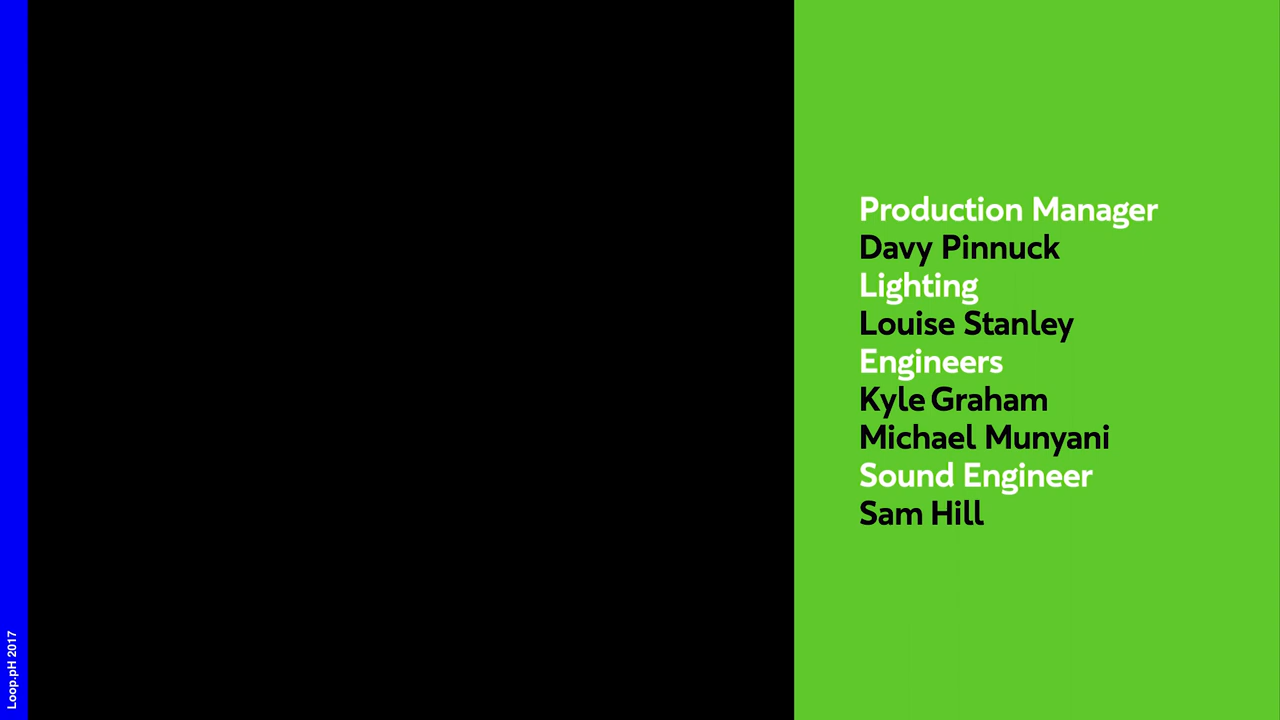 Production Manager
Davy Pinnuck
Lighting
Louise Stanley
Engineers
Kyle Graham
Michael Munyani
Sound Engineer
Sam Hill
Loop.pH 2017